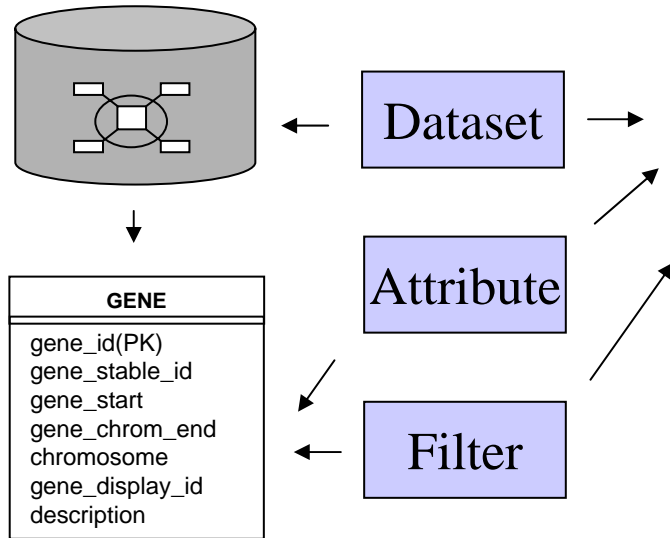 Dataset
Attribute
Filter
GENE
gene_id(PK)
gene_stable_id
gene_start
gene_chrom_end
chromosome
gene_display_id
description